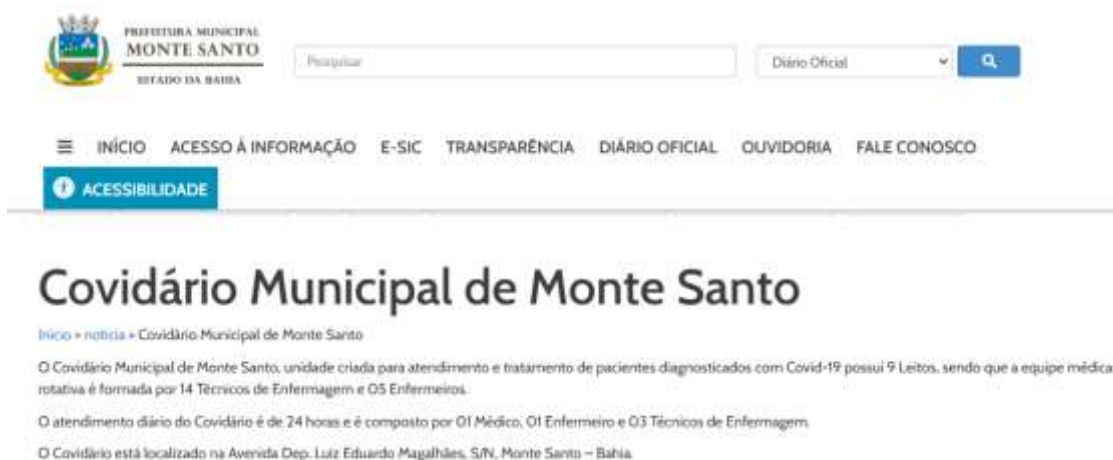 PREFEITURA MUNICIPAL
MONTE SANTO
ESTADO DA BAHIA
Pesquisar
Diário Oficial
INÍCIO ACESSO À INFORMAÇÃO E-SIC TRANSPARÊNCIA DIÁRIO OFICIAL OUVIDORIA FALE CONOSCO
ACESSIBILIDADE
Covidário Municipal de Monte Santo
Início » noticia » Covidário Municipal de Monte Santo
O Covidário Municipal de Monte Santo, unidade criada para atendimento e tratamento de pacientes diagnosticados com Covid-19 possui 9 Leitos, sendo que a equipe médica
rotativa é formada por 14 Técnicos de Enfermagem e 05 Enfermeiros.
O atendimento diário do Covidário é de 24 horas e é composto por 01 Médico, 01 Enfermeiro e 03 Técnicos de Enfermagem.
O Covidário está localizado na Avenida Dep. Luiz Eduardo Magalhães, S/N, Monte Santo – Bahia.